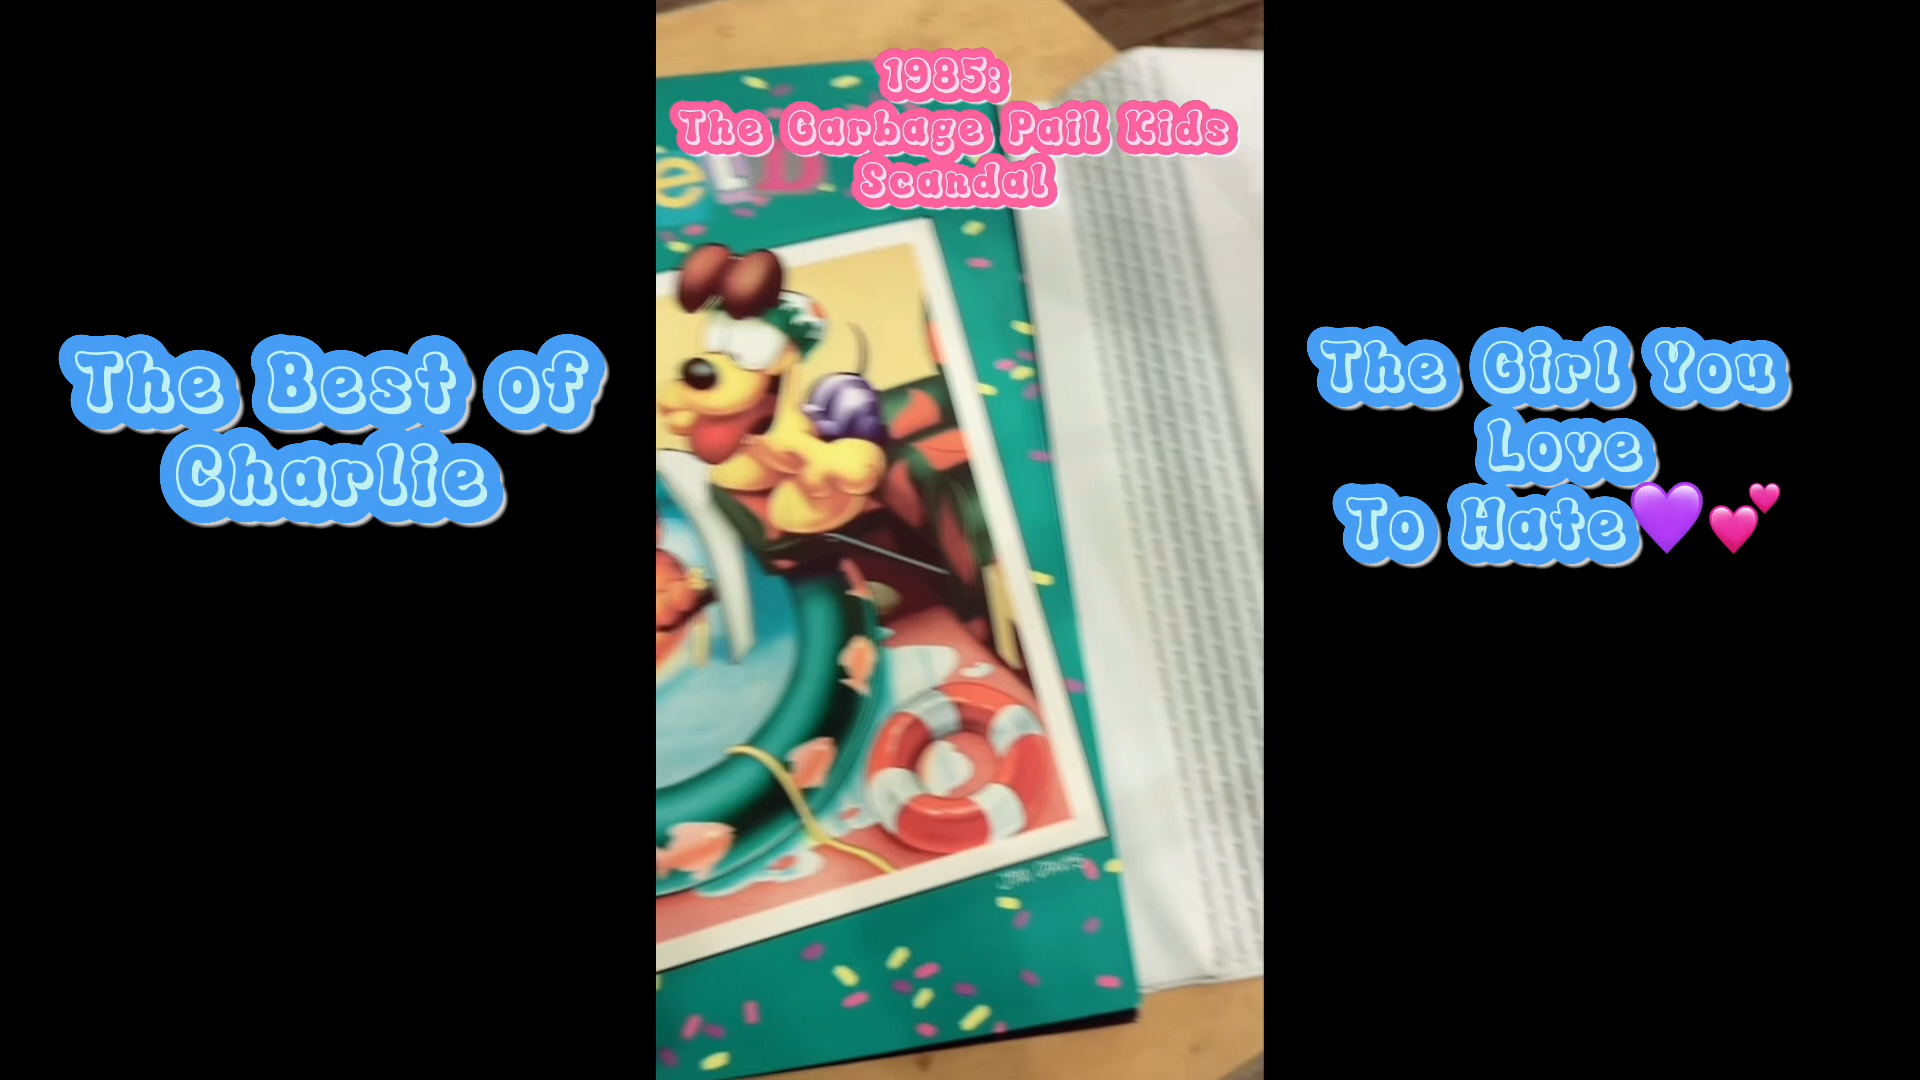 1985:
The Garbage Pail Kids
Scandal
The Best of
Charlie
The Girl You
Love
To Hate💜💕